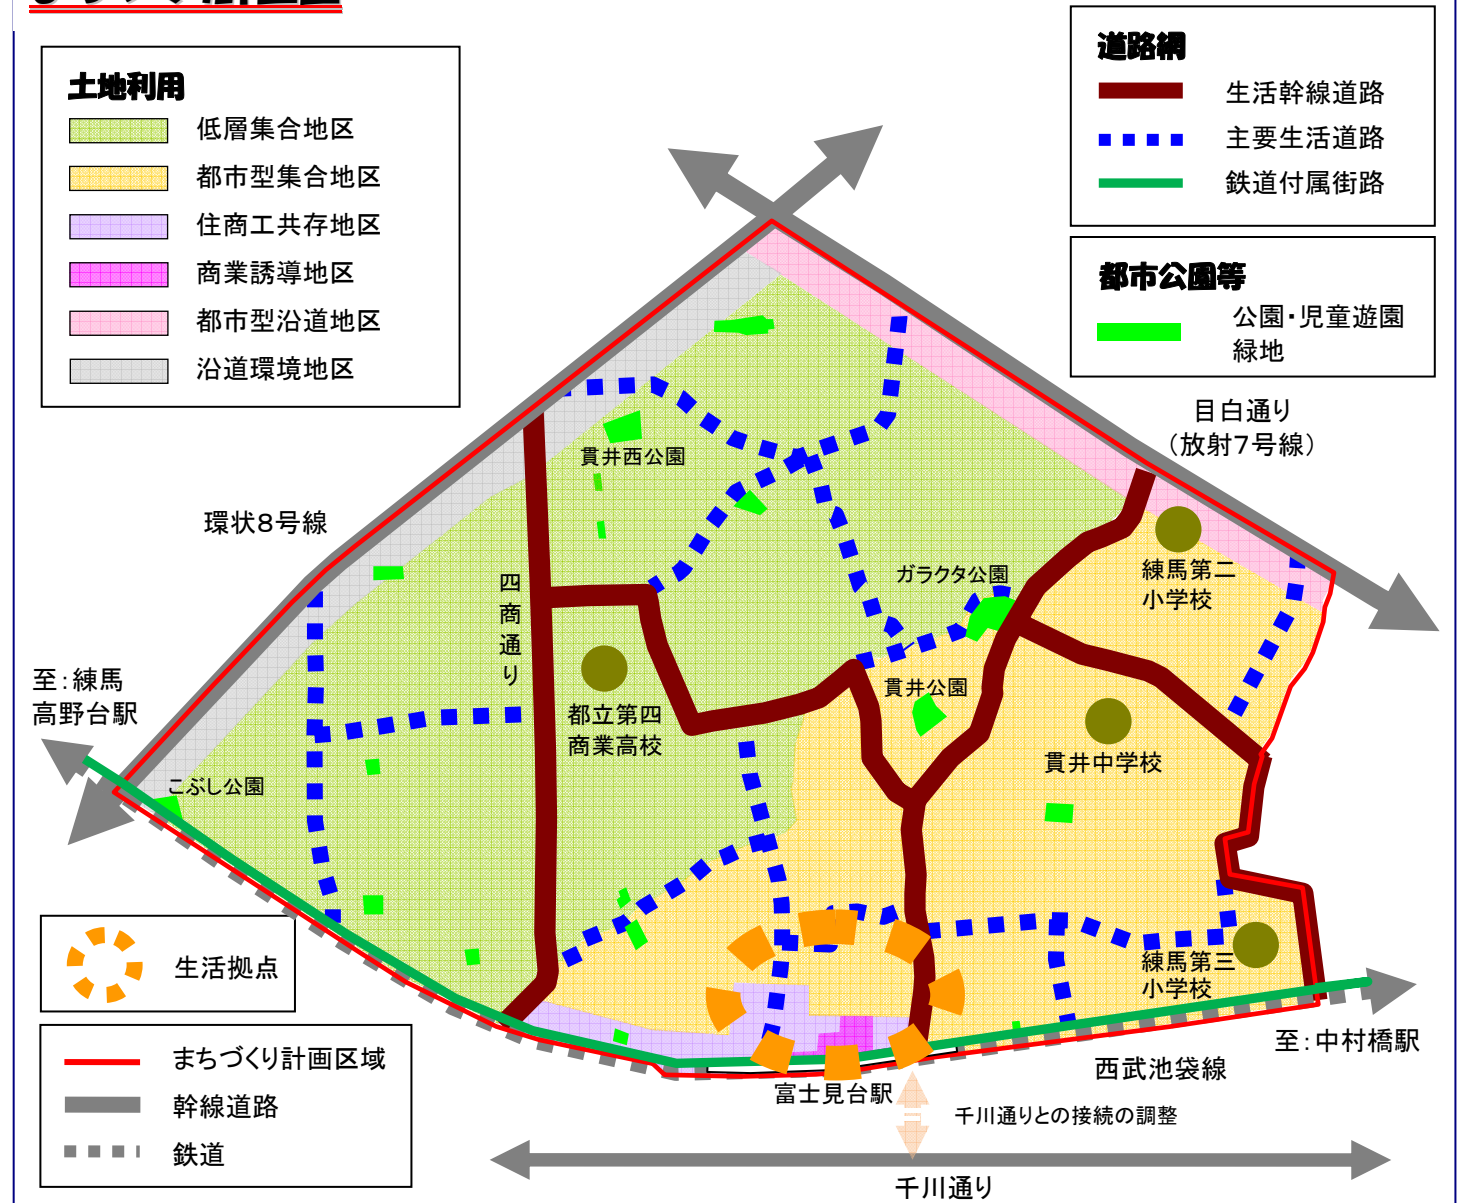 土地利用
低層集合地区
都市型集合地区
住商工共存地区
商業誘導地区
都市型沿道地区
沿道環境地区
道路網
生活幹線道路
主要生活道路
鉄道付属街路
都市公園等
公園・児童遊園
緑地
目白通り
（放射７号線）
貫井西公園
環状８号線
四商通り
ガラクタ公園
練馬第二
小学校
至：練馬
高野台駅
都立第四
商業高校
貫井公園
貫井中学校
こぶし公園
生活拠点
練馬第三
小学校
至：中村橋駅
西武池袋線
富士見台駅
千川通りとの接続の調整
千川通り
まちづくり計画区域
幹線道路
鉄道